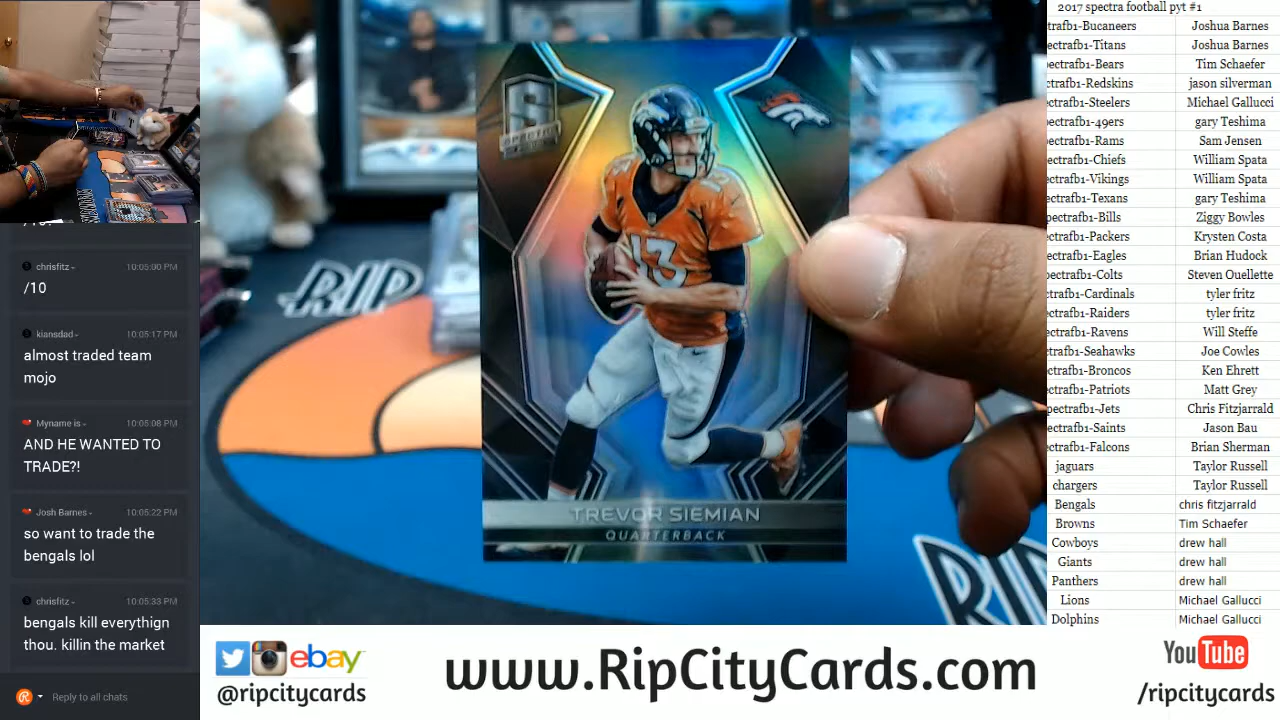 /10
chrisfitz 10:05:00 PM
/10
kiansdad 10:05:17 PM
almost traded team
mojo
Myname is 10:05:08 PM
AND HE WANTED TO
TRADE?!
Josh Barnes 10:05:22 PM
so want to trade the
bengals lol
chrisfitz 10:05:33 PM
bengals kill everythign
thou. killin the market
Reply to all chats
S
SPECTRA
13
TREVOR SIEMIAN
QUARTERBACK
RIP
RIP
ebay
@ripcitycards
www.RipCityCards.com
YouTube
/ripcitycards
2017 spectra football pyt #1
trafb1-Bucaneers Joshua Barnes
ectrafb1-Titans Joshua Barnes
ectrafb1-Bears Tim Schaefer
ectrafb1-Redskins jason silverman
ectrafb1-Steelers Michael Gallucci
ectrafb1-49ers gary Teshima
ectrafb1-Rams Sam Jensen
ectrafb1-Chiefs William Spata
ectrafb1-Vikings William Spata
ectrafb1-Texans gary Teshima
pectrafb1-Bills Ziggy Bowles
ectrafb1-Packers Krysten Costa
ectrafb1-Eagles Brian Hudock
ectrafb1-Colts Steven Ouellette
ctrafb1-Cardinals tyler fritz
ectrafb1-Raiders tyler fritz
ectrafb1-Ravens Will Steffe
ctrafb1-Seahawks Joe Cowles
ectrafb1-Broncos Ken Ehrett
ctrafb1-Patriots Matt Grey
pectrafb1-Jets Chris Fitzjarrald
ectrafb1-Saints Jason Bau
ectrafb1-Falcons Brian Sherman
jaguars Taylor Russell
chargers Taylor Russell
Bengals chris fitzjarrald
Browns Tim Schaefer
Cowboys drew hall
Giants drew hall
Panthers drew hall
Lions Michael Gallucci
Dolphins Michael Gallucci